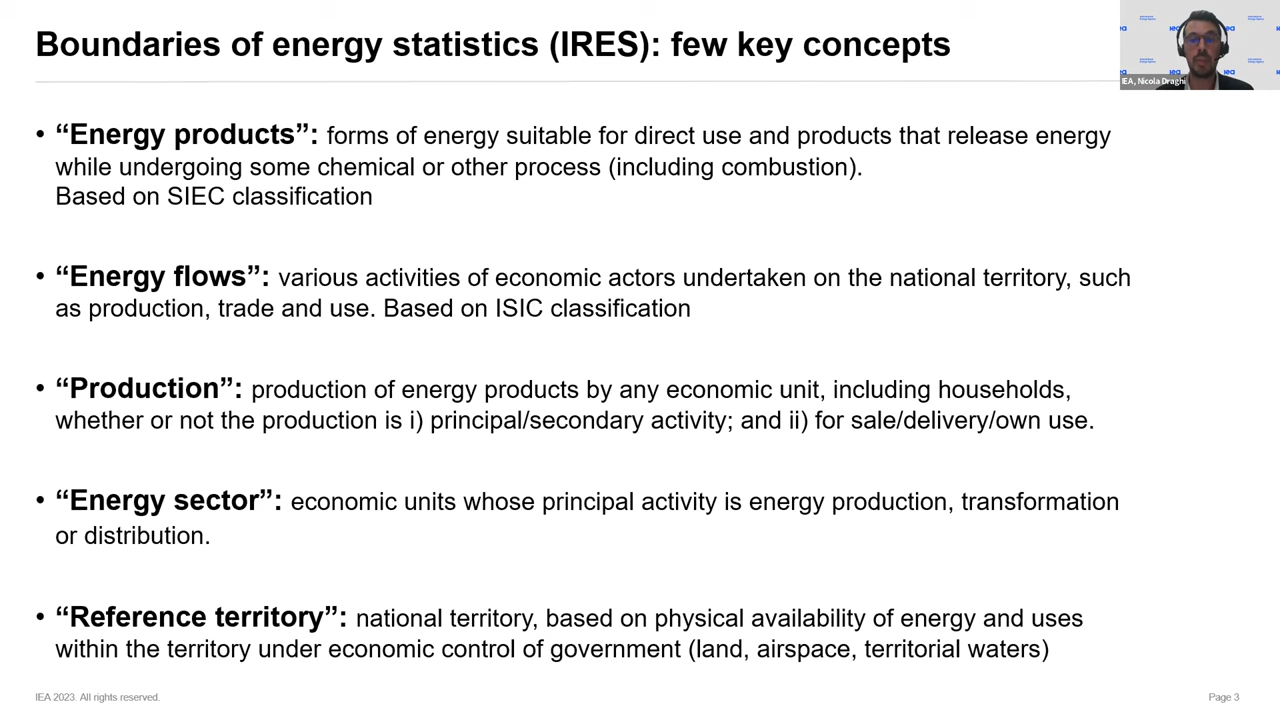 Boundaries of energy statistics (IRES): few key concepts
IEA, Nicola Draghi
• “Energy products”: forms of energy suitable for direct use and products that release energy
while undergoing some chemical or other process (including combustion).
Based on SIEC classification
• “Energy flows”: various activities of economic actors undertaken on the national territory, such
as production, trade and use. Based on ISIC classification
• “Production”: production of energy products by any economic unit, including households,
whether or not the production is i) principal/secondary activity; and ii) for sale/delivery/own use.
• “Energy sector”: economic units whose principal activity is energy production, transformation
or distribution.
• “Reference territory”: national territory, based on physical availability of energy and uses
within the territory under economic control of government (land, airspace, territorial waters)
IEA 2023. All rights reserved.
Page 3